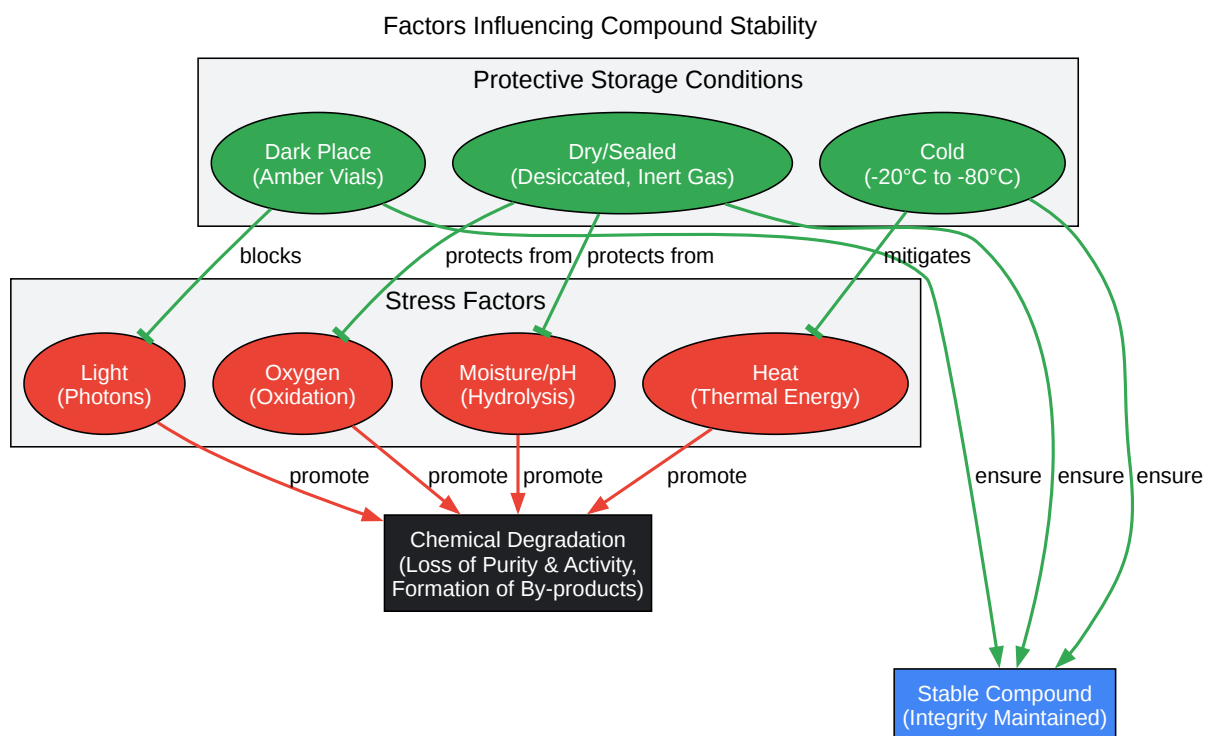 Factors Influencing Compound Stability
Protective Storage Conditions
Dark Place
(Amber Vials)
Dry/Sealed
(Desiccated, Inert Gas)
Cold
(-20°C to -80°C)
blocks
protects from
protects from
mitigates
Stress Factors
Light
(Photons)
Oxygen
(Oxidation)
Moisture/pH
(Hydrolysis)
Heat
(Thermal Energy)
promote
promote
promote
promote
ensure
ensure
ensure
Chemical Degradation
(Loss of Purity & Activity,
Formation of By-products)
Stable Compound
(Integrity Maintained)